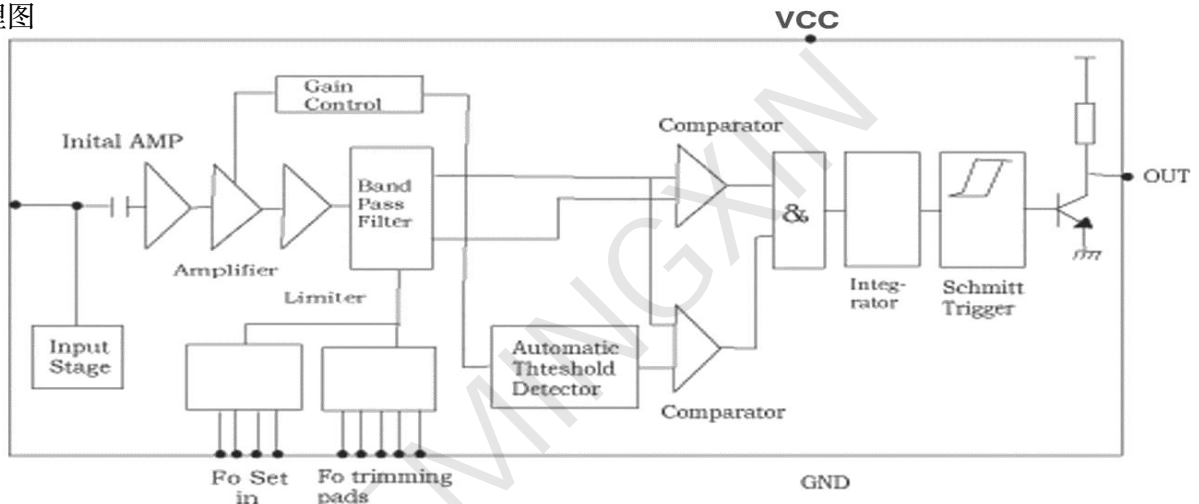 理图
VCC
Gain
Control
Inital AMP
Comparator
Band
Pass
Filter
OUT
&
Amplifier
Limiter
Integ-
rator
Schmitt
Trigger
Input
Stage
Automatic
Thteshold
Detector
Comparator
Fo Set
in
Fo trimming
pads
GND
TMINGXIN